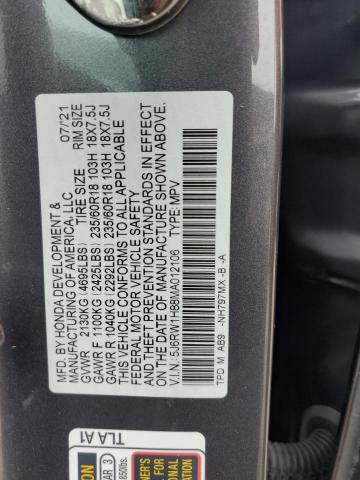 MFD. BY HONDA DEVELOPMENT & 07/21
MANUFACTURING OF AMERICA, LLC
TIRE SIZE RIM SIZE
GVWR 2130KG (4695LBS)
GAWR F 1100KG (2425LBS) 235/60R18 103H 18X7.5J
GAWR R 1040KG (2292LBS) 235/60R18 103H 18X7.5J
THIS VEHICLE CONFORMS TO ALL APPLICABLE
FEDERAL MOTOR VEHICLE SAFETY
AND THEFT PREVENTION STANDARDS IN EFFECT
ON THE DATE OF MANUFACTURE SHOWN ABOVE.
V.I.N.: 5J6RW1H88MA012106 TYPE: MPV
TPD M AB9 -NH797MX -B -A
TLA A1